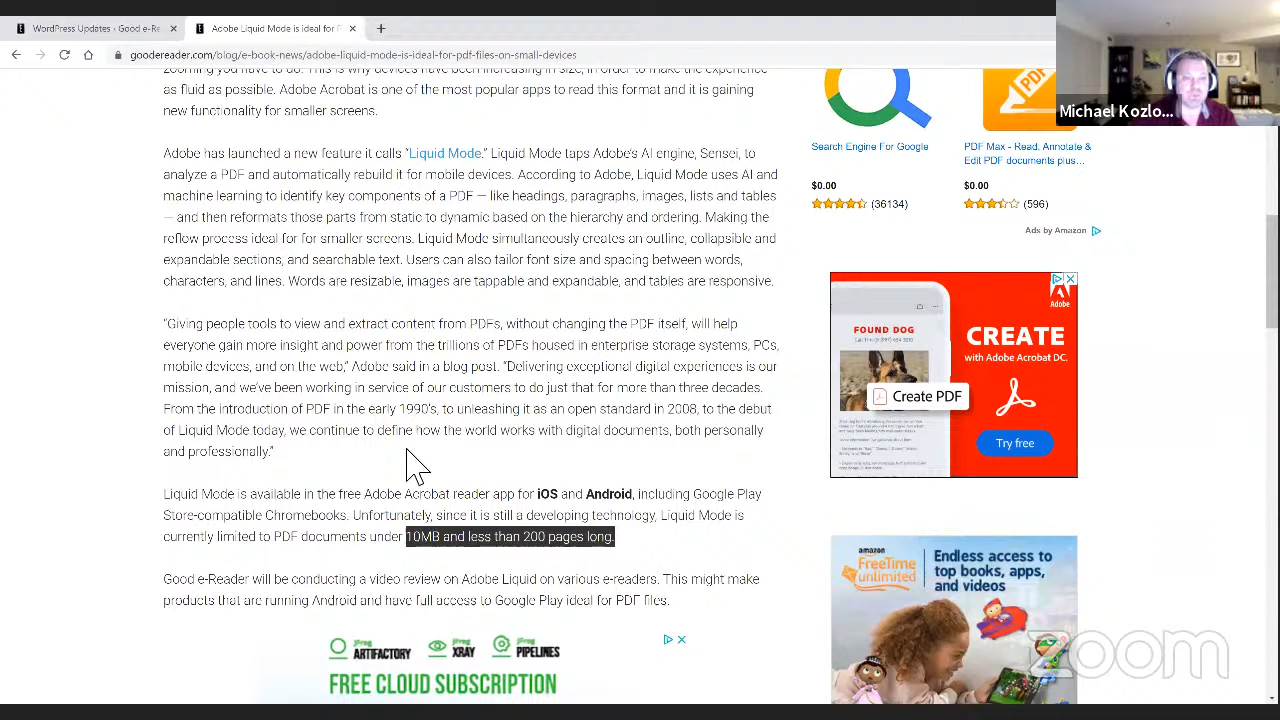 WordPress Updates ‹ Good e-Re
Adobe Liquid Mode is ideal for P
goodereader.com/blog/e-book-news/adobe-liquid-mode-is-ideal-for-pdf-files-on-small-devices
Michael Kozlo...
as fluid as possible. Adobe Acrobat is one of the most popular apps to read this format and it is gaining
new functionality for smaller screens.
Adobe has launched a new feature it calls “Liquid Mode.” Liquid Mode taps Adobe's AI engine, Sensei, to
analyze a PDF and automatically rebuild it for mobile devices. According to Adobe, Liquid Mode uses AI and
machine learning to identify key components of a PDF — like headings, paragraphs, images, lists and tables
— and then reformats those parts from static to dynamic based on the hierarchy and ordering. Making the
reflow process ideal for for smaller screens. Liquid Mode simultaneously creates an outline, collapsible and
expandable sections, and searchable text. Users can also tailor font size and spacing between words,
characters, and lines. Words are flowable, images are tappable and expandable, and tables are responsive.
“Giving people tools to view and extract content from PDFs, without changing the PDF itself, will help
everyone gain more value than ever from the trillions of PDFs housed in enterprise storage systems, PCs,
mobile devices, and more,” Adobe said in a blog post. “Delivering exceptional digital experiences is our
mission, and we've been working in service of our customers to do just that for more than three decades.
From the introduction of PDF in the early 1990's, to unleashing it as an open standard in 2008, to the debut
of Liquid Mode today, we continue to define how the world works with digital documents, both personally
and personally.”
Liquid Mode is available in the free Adobe Acrobat reader app for iOS and Android, including Google Play
Store-compatible Chromebooks. Unfortunately, since it is still a developing technology, Liquid Mode is
currently limited to PDF documents under 10MB and less than 200 pages long.
Good e-Reader will be conducting a video review on Adobe Liquid on various e-readers. This might make
products that are running Android and have full access to Google Play ideal for PDF files.
JFrog
ARTIFACTORY
JFrog
XRAY
JFrog
PIPELINES
FREE CLOUD SUBSCRIPTION
PDF
Search Engine For Google
$0.00
(36134)
PDF Max - Read, Annotate &
Edit PDF documents plus...
$0.00
(596)
Ads by Amazon
Adobe
FOUND DOG
Create PDF
CREATE
with Adobe Acrobat DC.
Try free
amazon
FreeTime
unlimited
Endless access to
top books, apps,
and videos
zoom